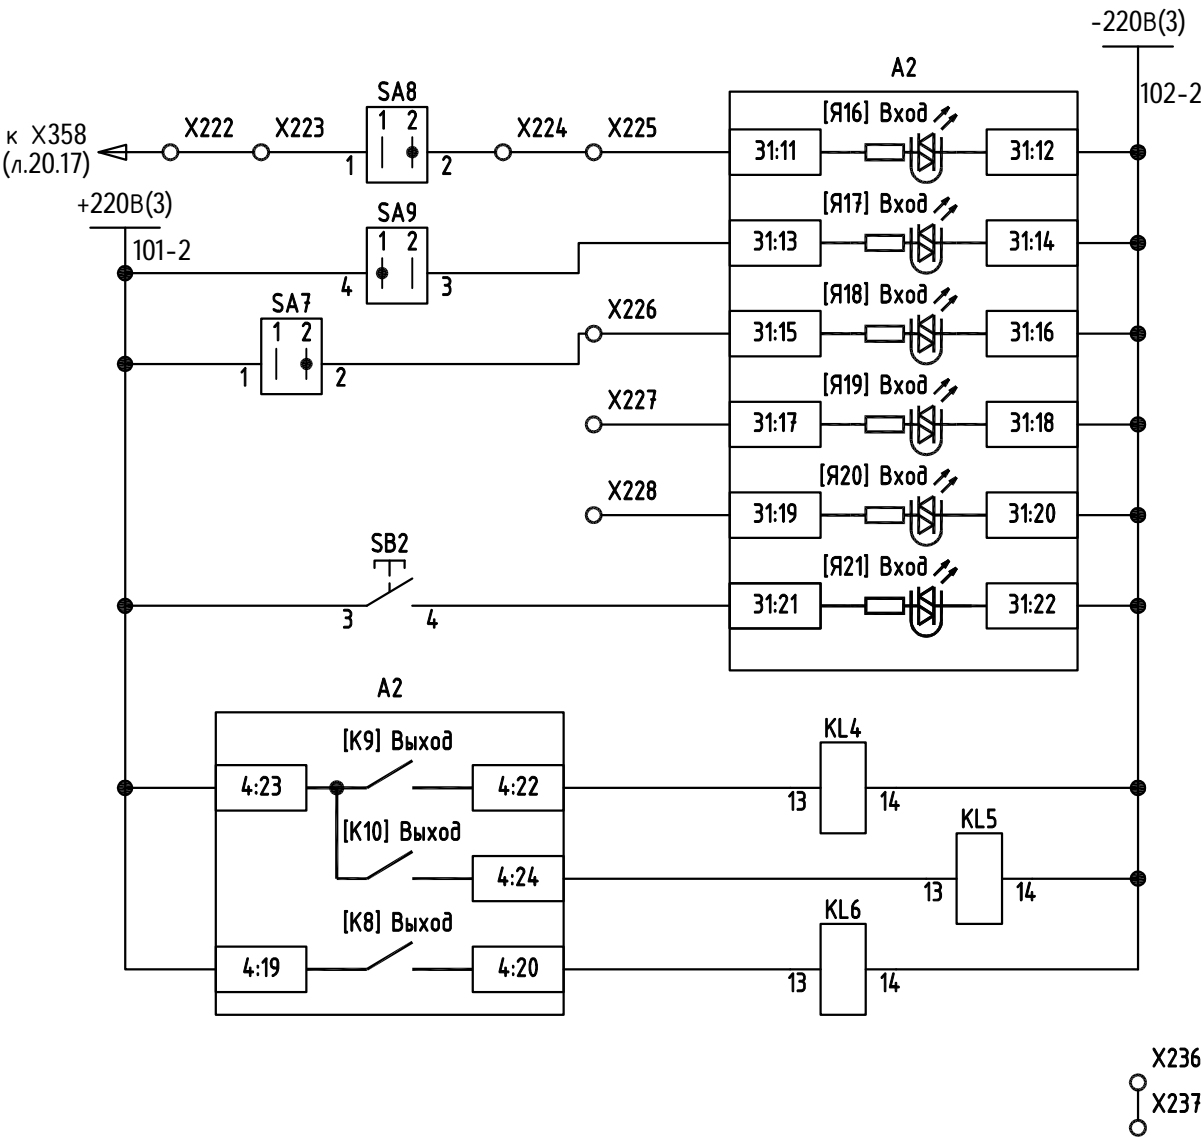 -220В(3)
102-2
А2
SA8
1 2
X222
X223
1
2
X224
X225
к X358
(л.20.17)
[Я16] Вход
31:11
31:12
+220В(3)
101-2
SA9
1 2
4
3
[Я17] Вход
31:13
31:14
SA7
1 2
1
2
X226
[Я18] Вход
31:15
31:16
X227
[Я19] Вход
31:17
31:18
X228
[Я20] Вход
31:19
31:20
SB2
3
4
[Я21] Вход
31:21
31:22
А2
[К9] Выход
4:23
4:22
KL4
13
14
[К10] Выход
4:24
KL5
13
14
[К8] Выход
4:19
4:20
KL6
13
14
X236
X237